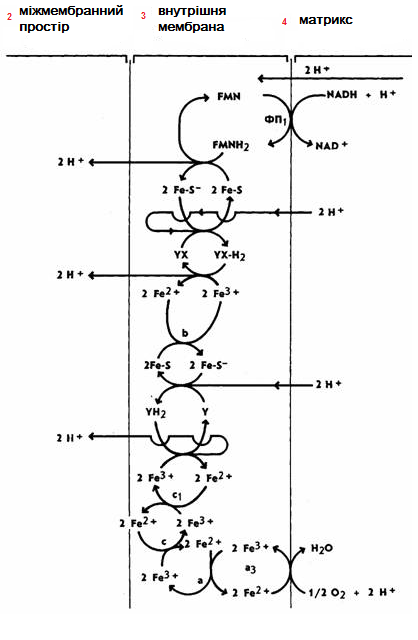 2 міжмембранний простір
3 внутрішня мембрана
4 матрикс
2 H+
FMN
NADH + H+
ФП1
FMNH2
NAD+
2 H+
2 Fe-S− 2 Fe-S
2 H+
YX YX-H2
2 H+
2 Fe2+ 2 Fe3+
b
2Fe-S 2 Fe-S−
2 H+
YH2 Y
2 H+
2 Fe3+ 2 Fe2+
c1
2 Fe2+ 2 Fe3+
c
2 Fe2+ 2 Fe3+ H2O
a3
2 Fe3+ a
2 Fe2+ 1/2 O2 + 2 H+